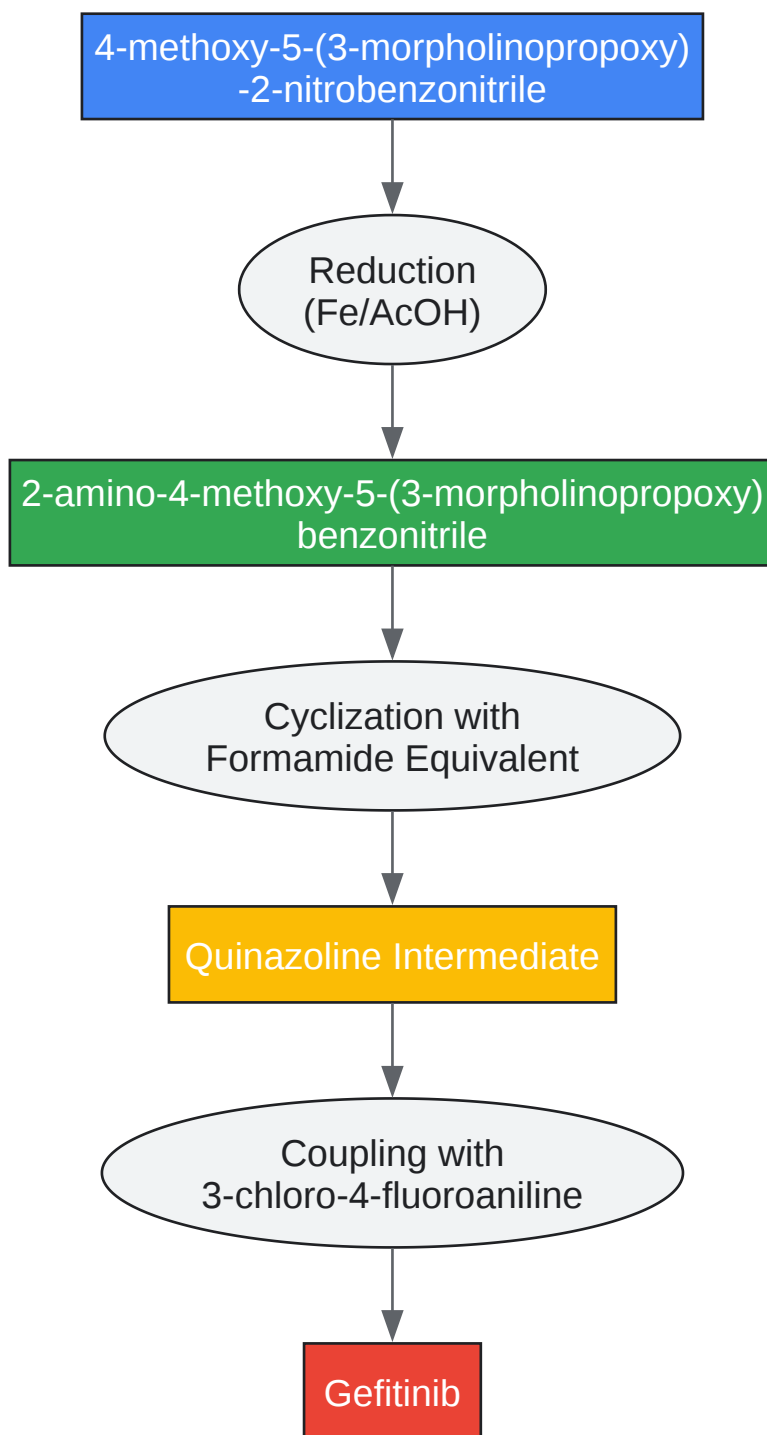 4-methoxy-5-(3-morpholinopropoxy)
-2-nitrobenzonitrile
Reduction
(Fe/AcOH)
2-amino-4-methoxy-5-(3-morpholinopropoxy)
benzonitrile
Cyclization with
Formamide Equivalent
Quinazoline Intermediate
Coupling with
3-chloro-4-fluoroaniline
Gefitinib